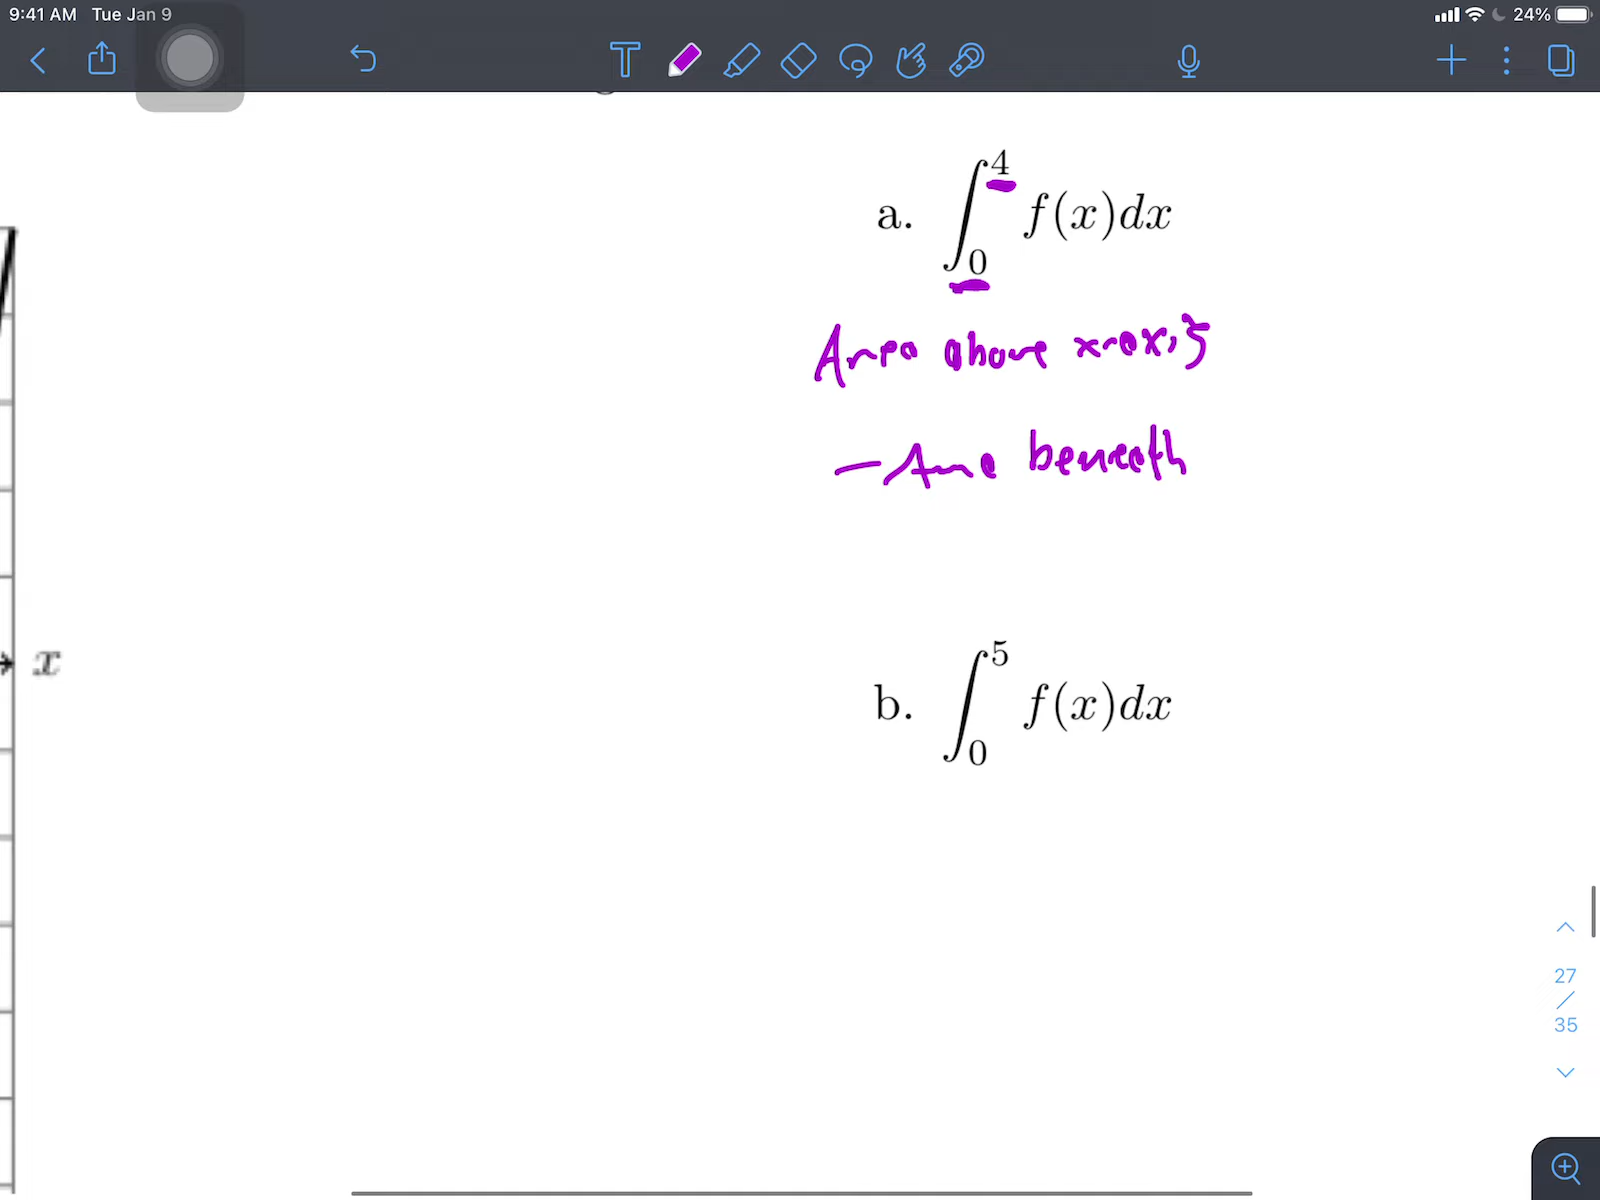 9:41 AM Tue Jan 9
24%
T
a. ∫₀⁴ f(x)dx
Area above x-axis
- Area beneath
x
b. ∫₀⁵ f(x)dx
27
/
35